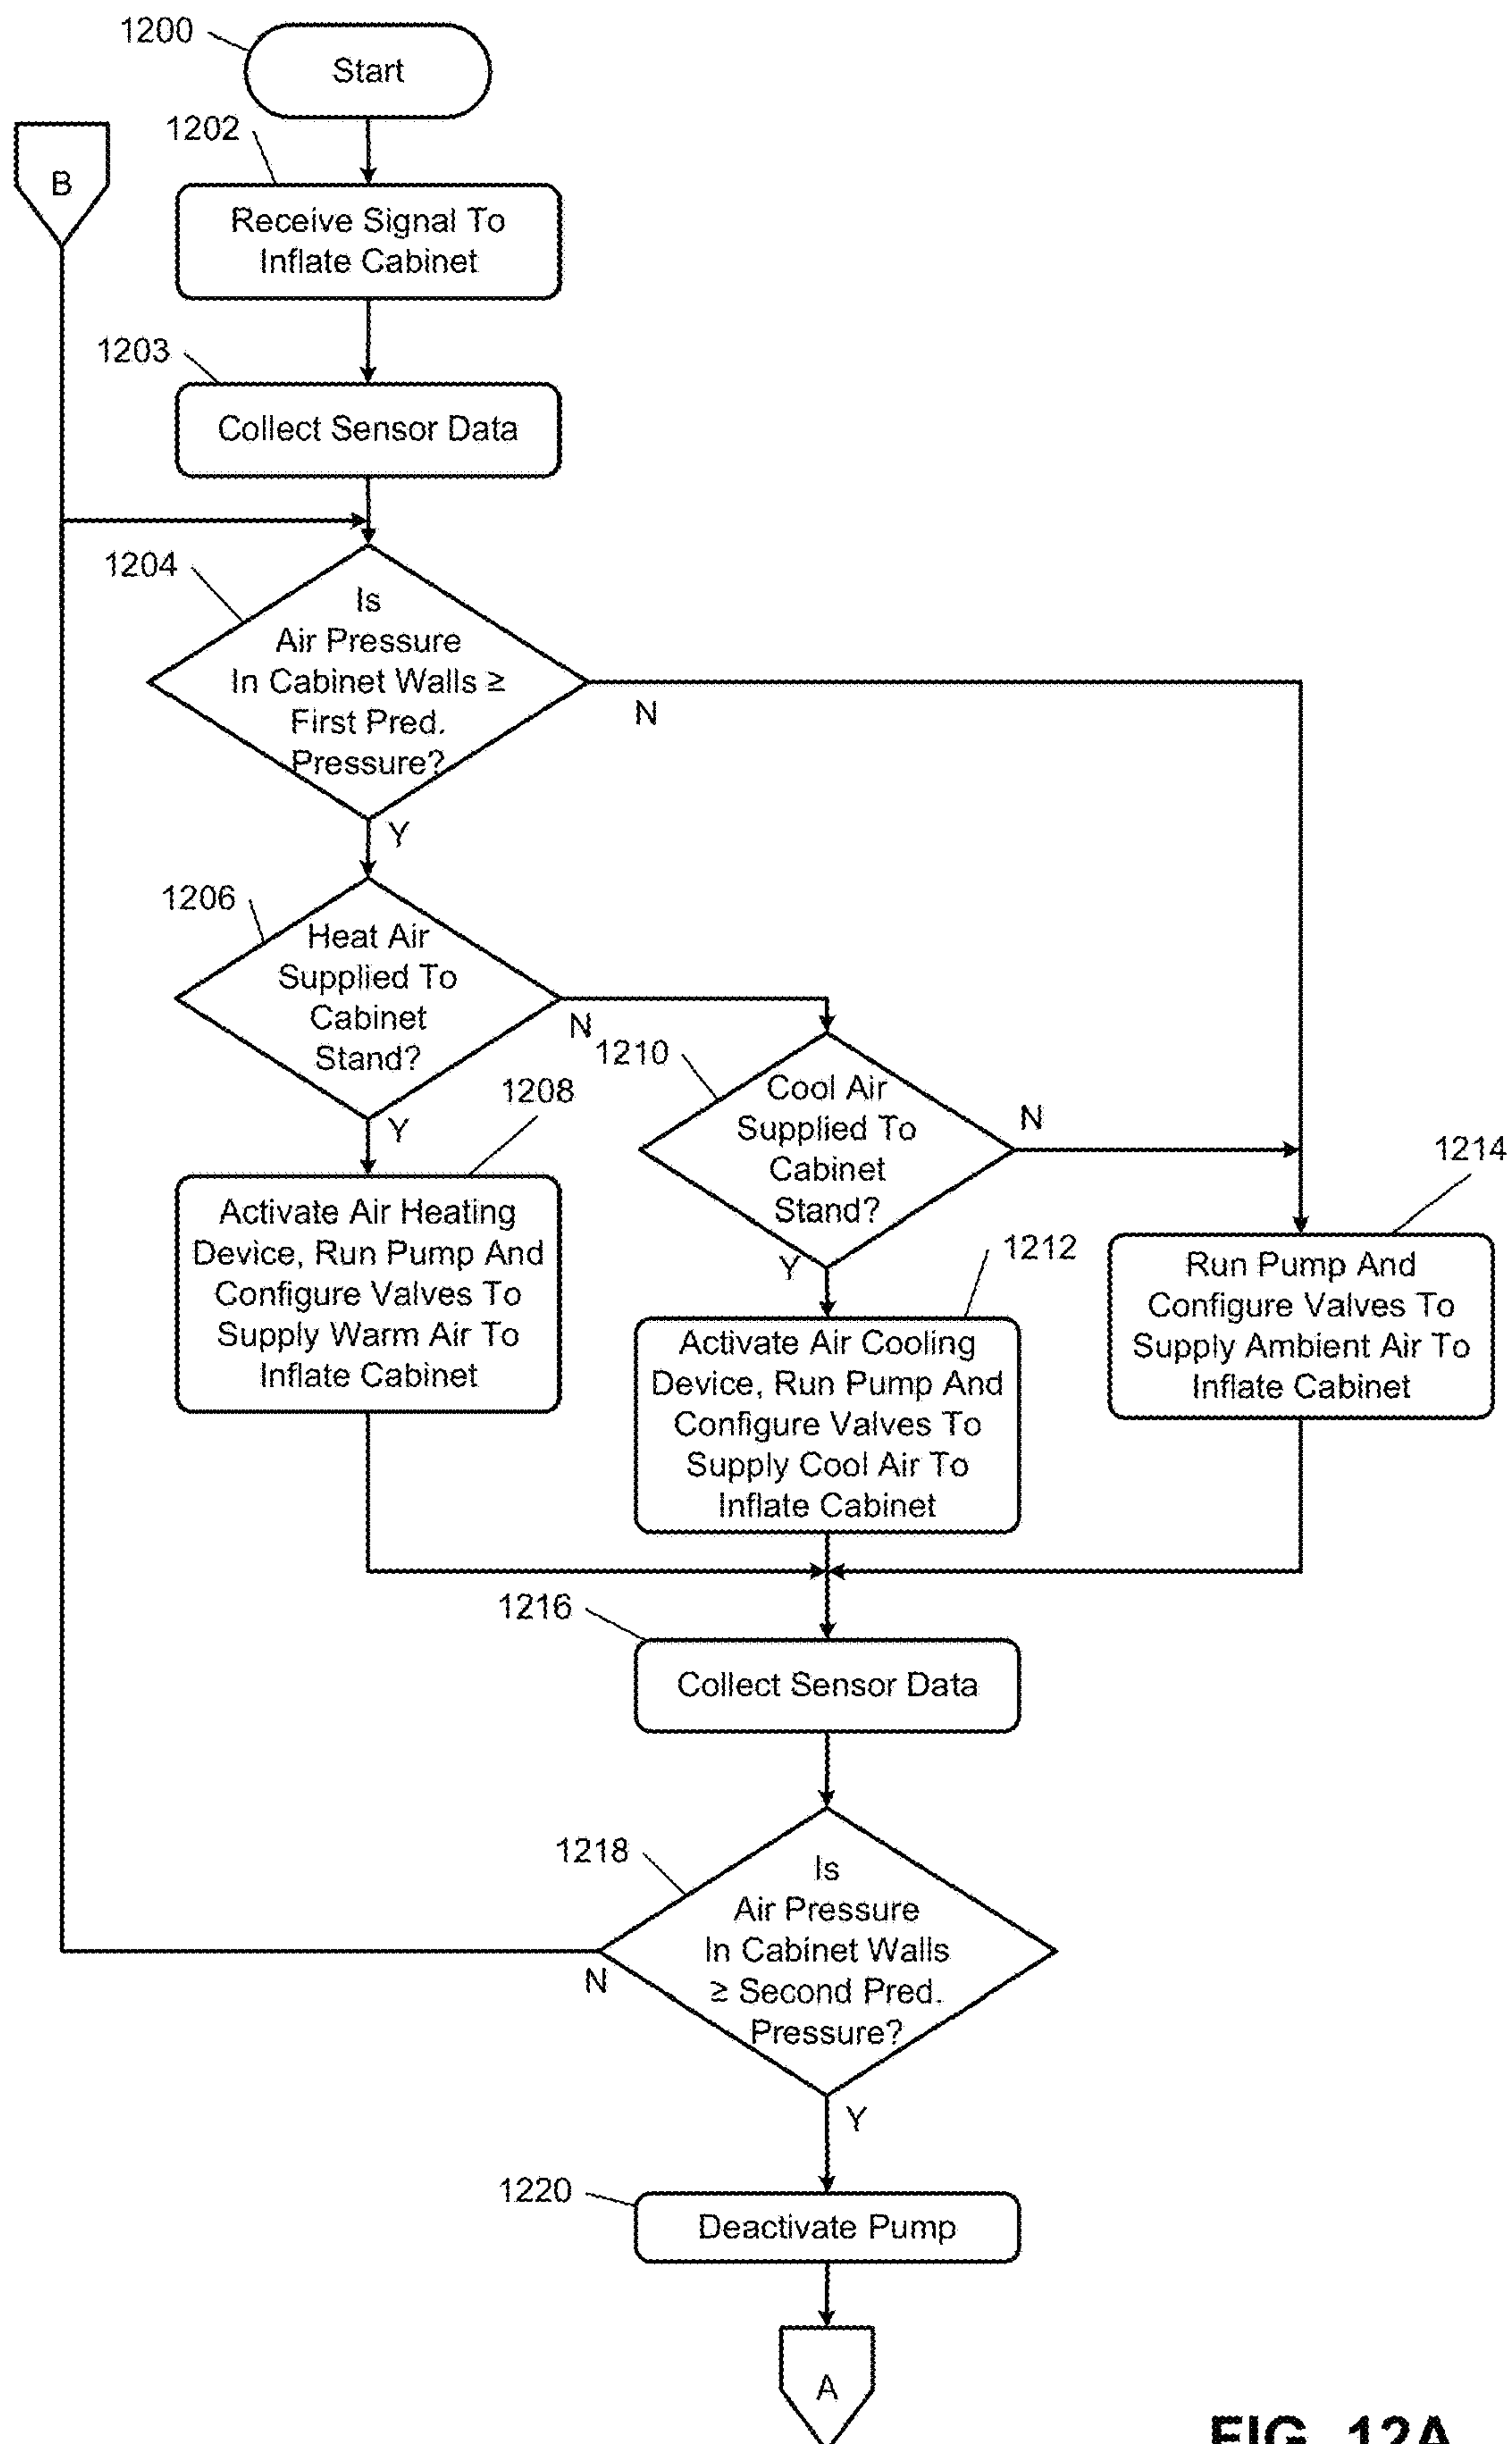 1200
Start
B
1202
Receive Signal To
Inflate Cabinet
1203
Collect Sensor Data
1204
Is
Air Pressure
In Cabinet Walls ≥
First Pred.
Pressure?
N
Y
1206
Heat Air
Supplied To
Cabinet
Stand?
N
Y
1210
Cool Air
Supplied To
Cabinet
Stand?
N
Y
1208
Activate Air Heating
Device, Run Pump And
Configure Valves To
Supply Warm Air To
Inflate Cabinet
1212
Activate Air Cooling
Device, Run Pump And
Configure Valves To
Supply Cool Air To
Inflate Cabinet
1214
Run Pump And
Configure Valves To
Supply Ambient Air To
Inflate Cabinet
1216
Collect Sensor Data
1218
Is
Air Pressure
In Cabinet Walls
≥ Second Pred.
Pressure?
N
Y
1220
Deactivate Pump
A
FIG. 12A